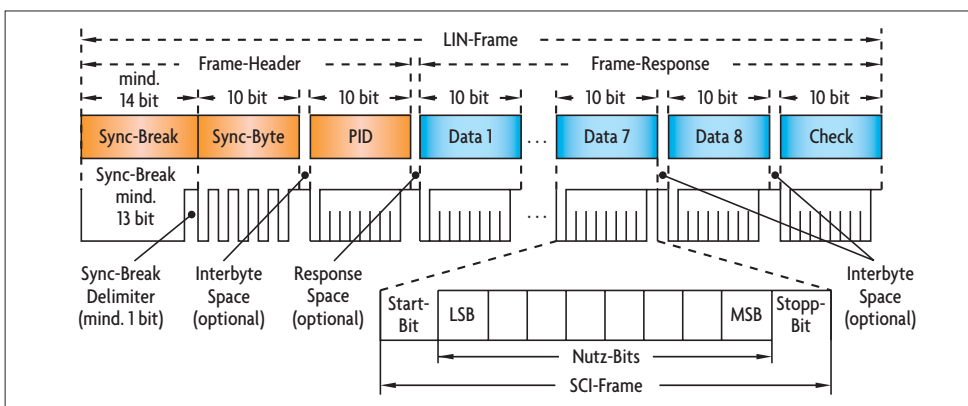 LIN-Frame
Frame-Header
Frame-Response
mind.
14 bit
10 bit
10 bit
10 bit
10 bit
10 bit
10 bit
Sync-Break
Sync-Byte
PID
Data 1
...
Data 7
Data 8
Check
Sync-Break
mind.
13 bit
...
Sync-Break
Delimiter
(mind. 1 bit)
Interbyte
Space
(optional)
Response
Space
(optional)
Interbyte
Space
(optional)
Start-
Bit
LSB
MSB
Stopp-
Bit
Nutz-Bits
SCI-Frame